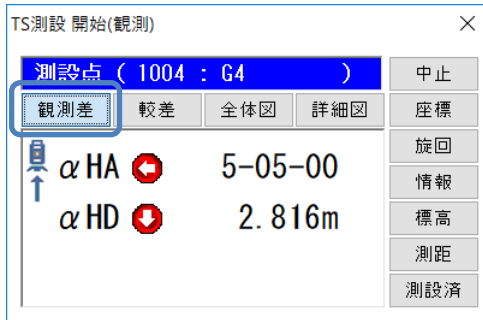 TS測設 開始(観測)
測設点 ( 1004 : G4 )
中止
観測差 較差 全体図 詳細図
座標
旋回
αHA 5-05-00
情報
αHD 2.816m
標高
測距
測設済